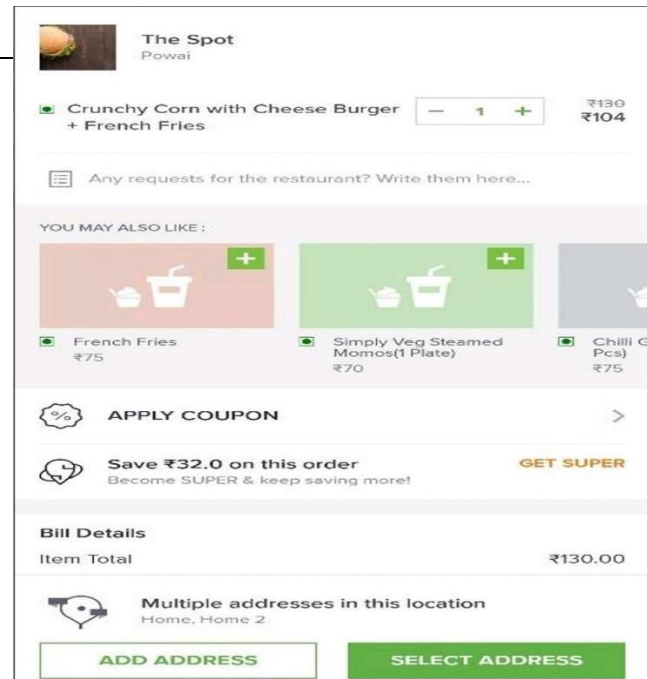 The Spot
Powai
Crunchy Corn with Cheese Burger
+ French Fries
− 1 +
₹130
₹104
Any requests for the restaurant? Write them here...
YOU MAY ALSO LIKE :
+ +
French Fries
₹75
Simply Veg Steamed
Momos(1 Plate)
₹70
Chilli G
Pcs)
₹75
% APPLY COUPON >
Save ₹32.0 on this order
GET SUPER
Become SUPER & keep saving more!
Bill Details
Item Total ₹130.00
Multiple addresses in this location
Home, Home 2
ADD ADDRESS SELECT ADDRESS